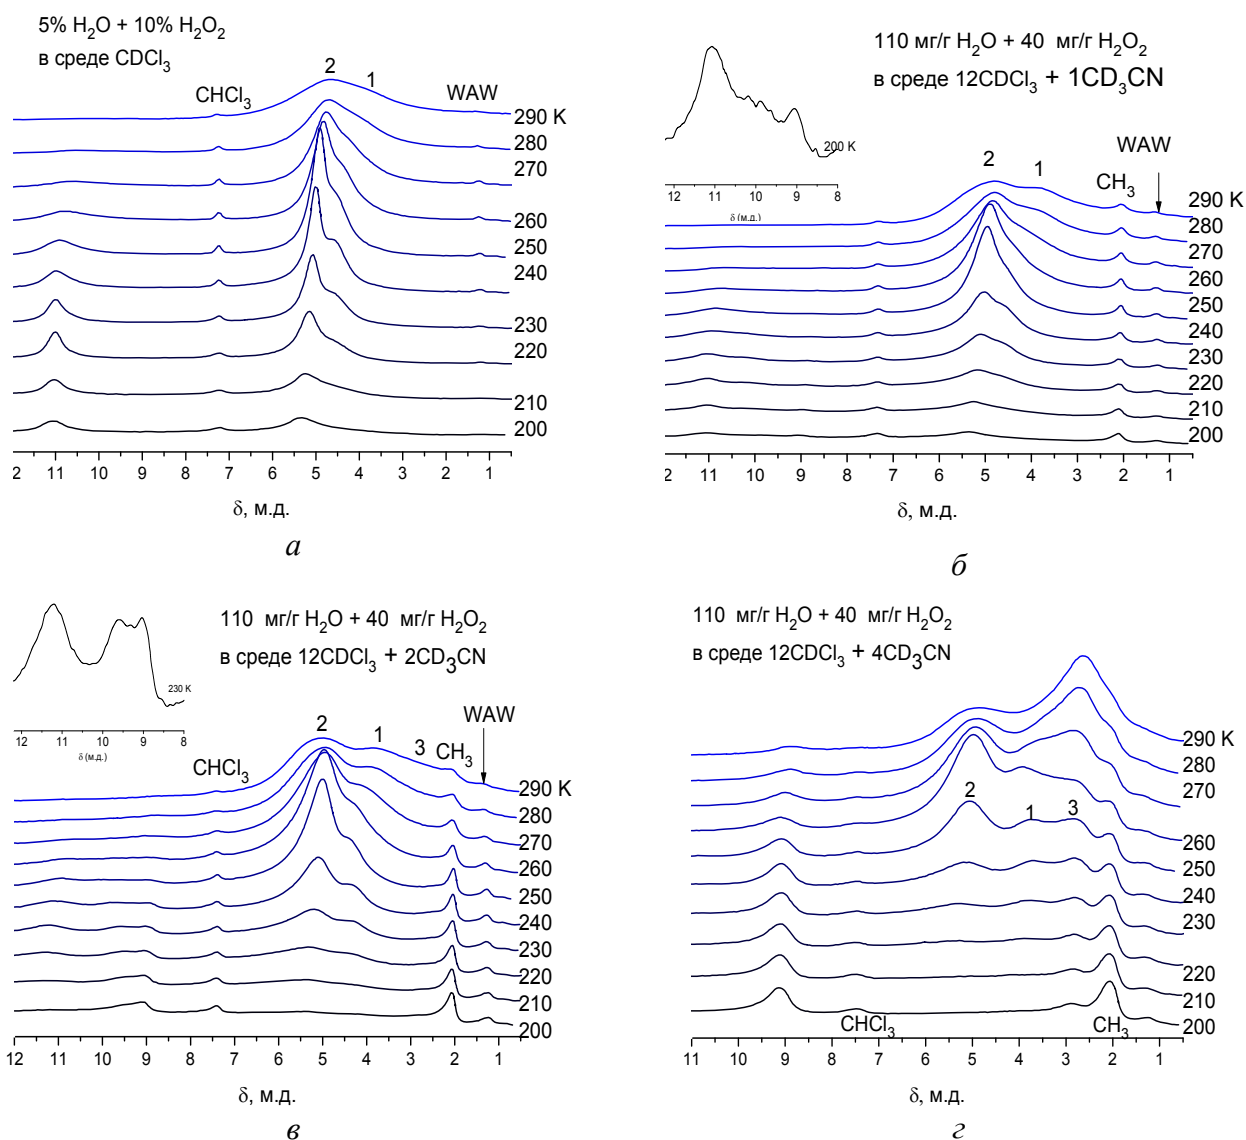 5% H₂O + 10% H₂O₂
в среде CDCl₃
CHCl₃
2
1
WAW
290 K
280
270
260
250
240
230
220
210
200
12 11 10 9 8 7 6 5 4 3 2 1
δ, м.д.
а
110 мг/г H₂O + 40 мг/г H₂O₂
в среде 12CDCl₃ + 1CD₃CN
200 K
12 11 10 9 8
δ (м.д.)
2
1
CH₃
WAW
290 K
280
270
260
250
240
230
220
210
200
12 11 10 9 8 7 6 5 4 3 2 1
δ, м.д.
б
110 мг/г H₂O + 40 мг/г H₂O₂
в среде 12CDCl₃ + 2CD₃CN
230 K
12 11 10 9 8
δ (м.д.)
CHCl₃
2
1
3
CH₃
WAW
290 K
280
270
260
250
240
230
220
210
200
12 11 10 9 8 7 6 5 4 3 2 1
δ, м.д.
в
110 мг/г H₂O + 40 мг/г H₂O₂
в среде 12CDCl₃ + 4CD₃CN
2
1
3
290 K
280
270
260
250
240
230
220
210
200
CHCl₃
CH₃
11 10 9 8 7 6 5 4 3 2 1
δ, м.д.
г